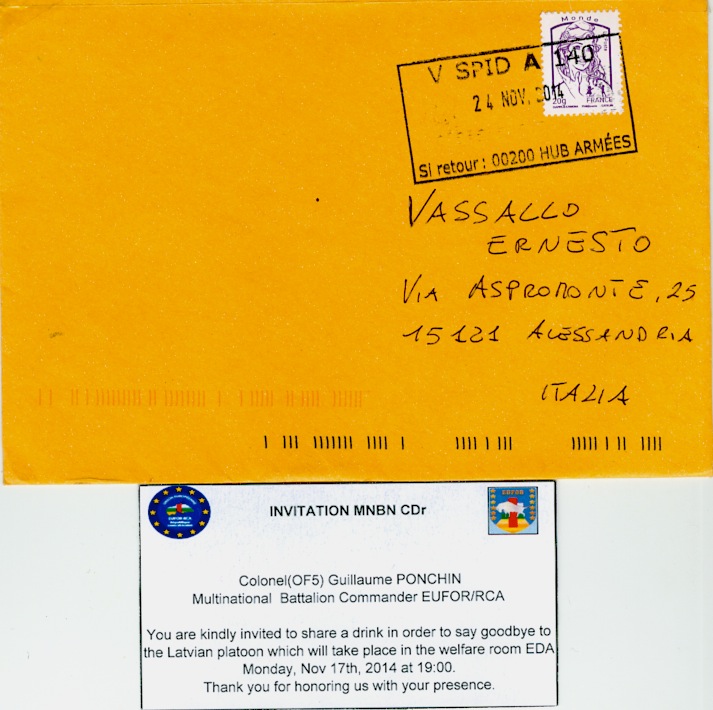 Monde
V SPID A 140
24 NOV. 2014
20g FRANCE
Si retour : 00200 HUB ARMÉES
VASSALLO
ERNESTO
VIA ASPROMONTE, 25
15121 ALESSANDRIA
ITALIA
EUFOR-RCA
EUFOR
INVITATION MNBN CDr
Colonel(OF5) Guillaume PONCHIN
Multinational Battalion Commander EUFOR/RCA
You are kindly invited to share a drink in order to say goodbye to
the Latvian platoon which will take place in the welfare room EDA
Monday, Nov 17th, 2014 at 19:00.
Thank you for honoring us with your presence.